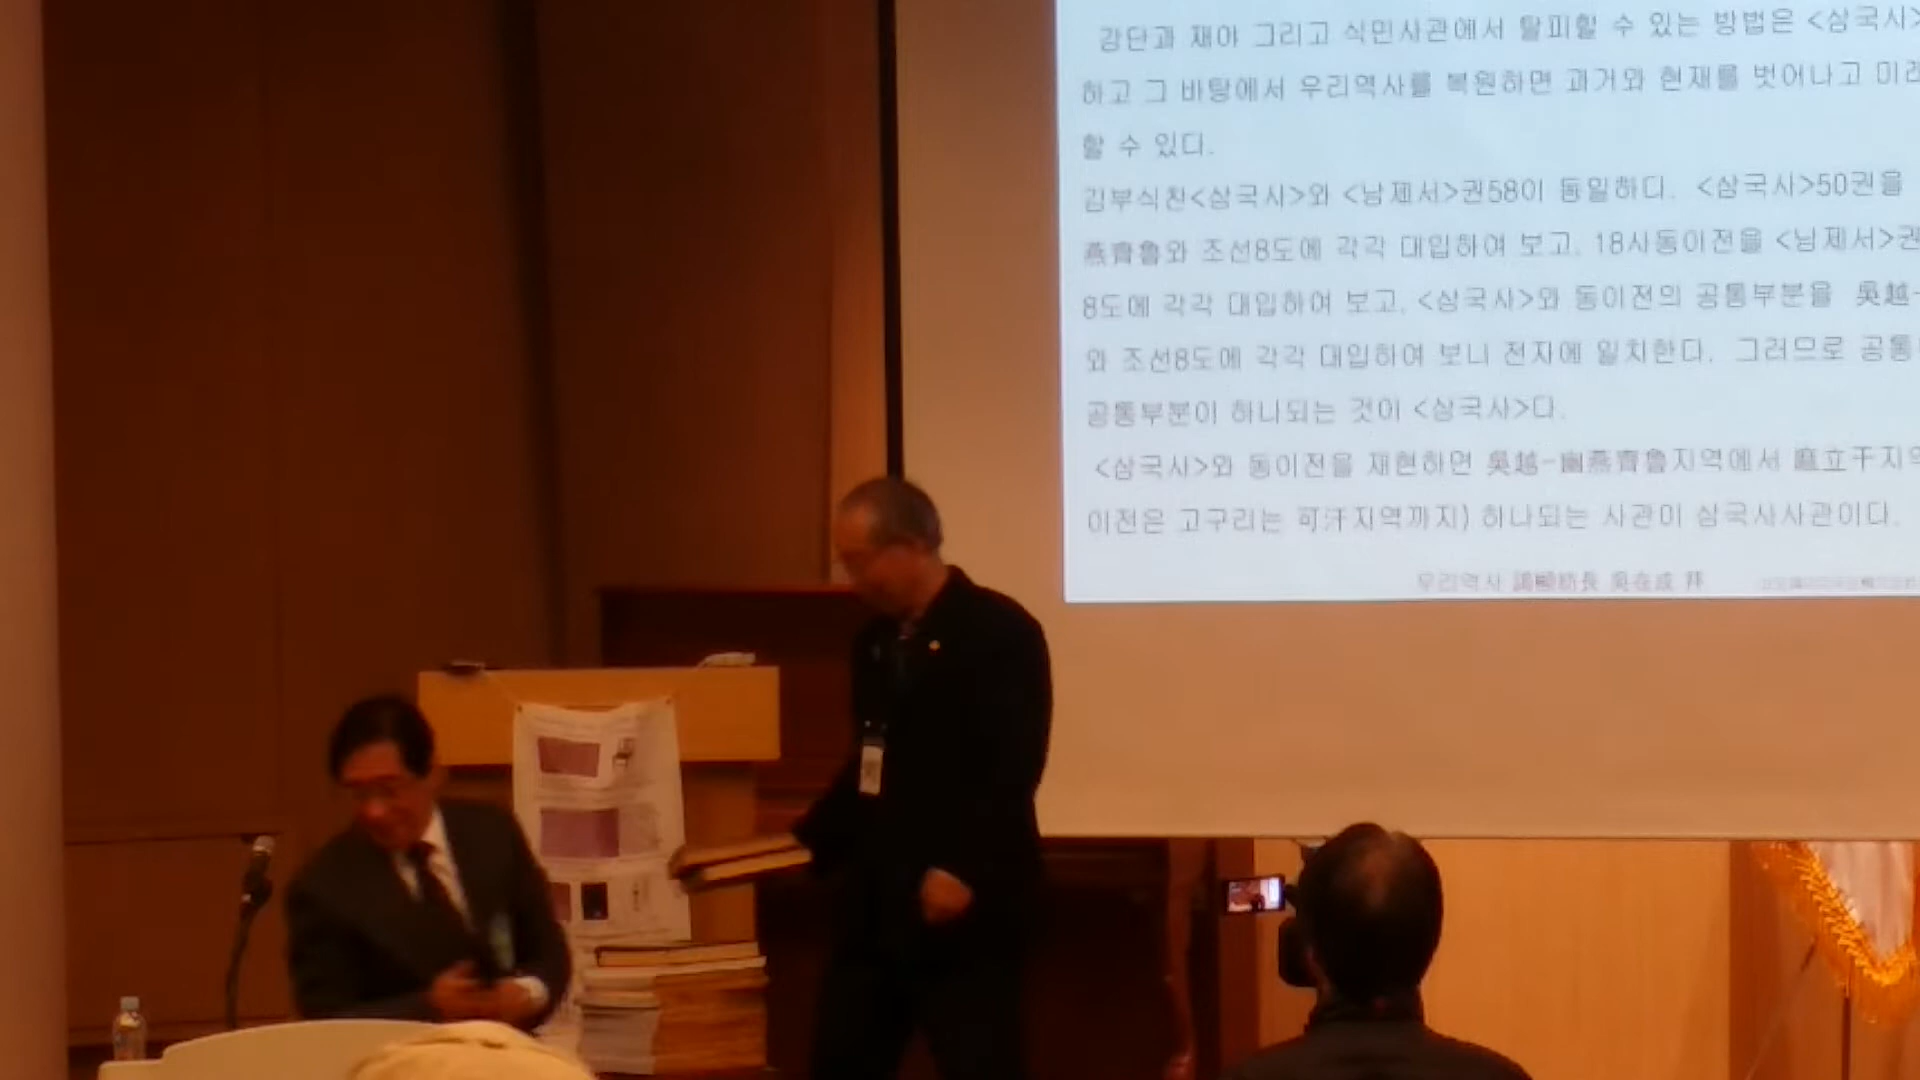 강단과 재야 그리고 식민사관에서 탈피할 수 있는 방법은 <삼국사>
하고 그 바탕에서 우리역사를 복원하면 과거와 현재를 벗어나고 미래
할 수 있다.
김부식찬<삼국사>와 <남제서>권58이 동일하다. <삼국사>50권을
燕齊魯와 조선8도에 각각 대입하여 보고, 18사동이전을 <남제서>권
8도에 각각 대입하여 보고, <삼국사>와 동이전의 공통부분을 吳越-
와 조선8도에 각각 대입하여 보니 전지에 일치한다. 그러므로 공통
공통부분이 하나되는 것이 <삼국사>다.
<삼국사>와 동이전을 재현하면 吳越-幽燕齊魯지역에서 麻立干지역
이전은 고구리는 可汗지역까지) 하나되는 사관이 삼국사사관이다.
우리역사 吳在成 拜